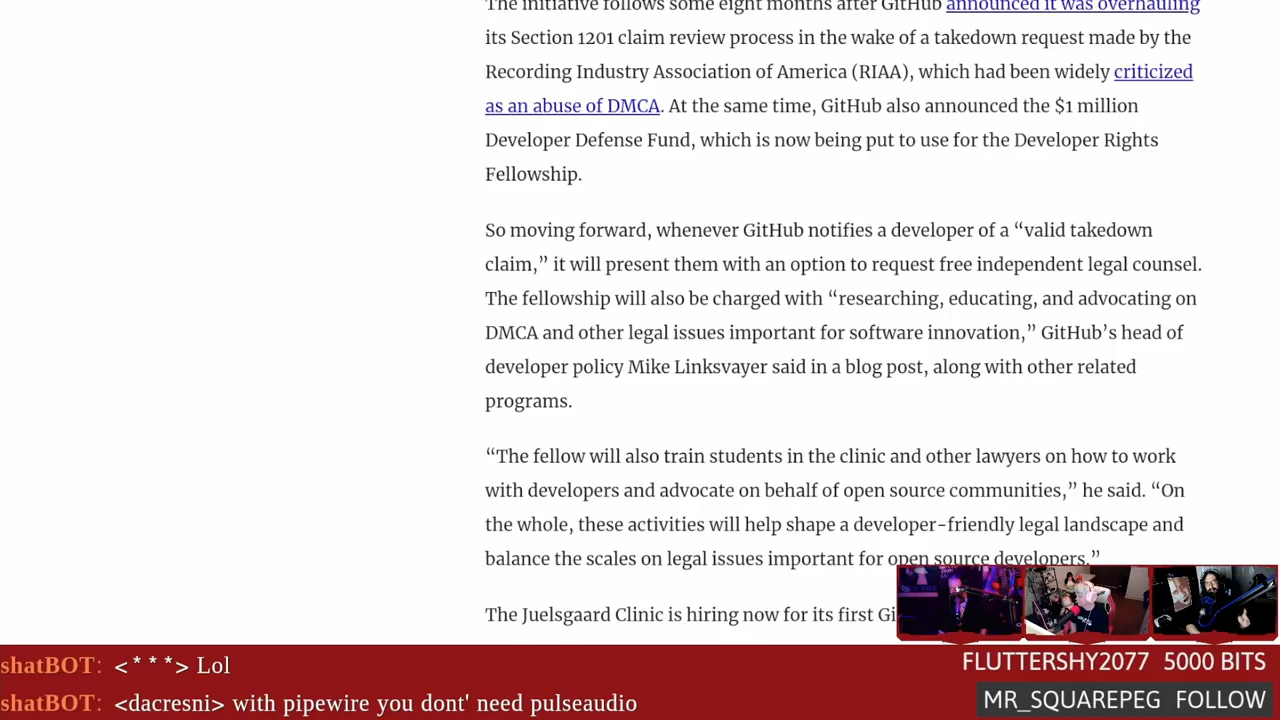 The initiative follows some eight months after GitHub announced it was overhauling
its Section 1201 claim review process in the wake of a takedown request made by the
Recording Industry Association of America (RIAA), which had been widely criticized
as an abuse of DMCA. At the same time, GitHub also announced the $1 million
Developer Defense Fund, which is now being put to use for the Developer Rights
Fellowship.
So moving forward, whenever GitHub notifies a developer of a “valid takedown
claim,” it will present them with an option to request free independent legal counsel.
The fellowship will also be charged with “researching, educating, and advocating on
DMCA and other legal issues important for software innovation,” GitHub’s head of
developer policy Mike Linksvayer said in a blog post, along with other related
programs.
“The fellow will also train students in the clinic and other lawyers on how to work
with developers and advocate on behalf of open source communities,” he said. “On
the whole, these activities will help shape a developer-friendly legal landscape and
balance the scales on legal issues important for open source developers.”
The Juelsgaard Clinic is hiring now for its first Gi
shatBOT: <***> Lol
shatBOT: <dacresni> with pipewire you dont' need pulseaudio
FLUTTERSHY2077 5000 BITS
MR_SQUAREPEG FOLLOW